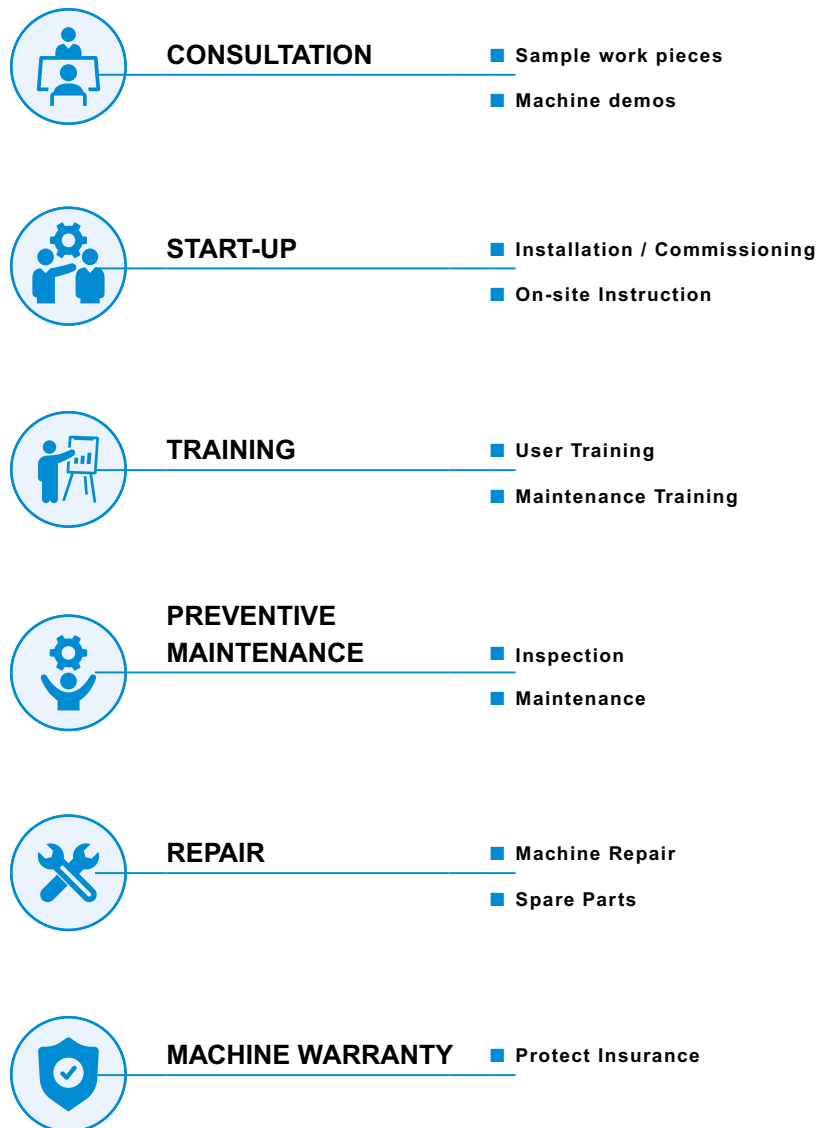 CONSULTATION
■ Sample work pieces
■ Machine demos
START-UP
■ Installation / Commissioning
■ On-site Instruction
TRAINING
■ User Training
■ Maintenance Training
PREVENTIVE
MAINTENANCE
■ Inspection
■ Maintenance
REPAIR
■ Machine Repair
■ Spare Parts
MACHINE WARRANTY
■ Protect Insurance